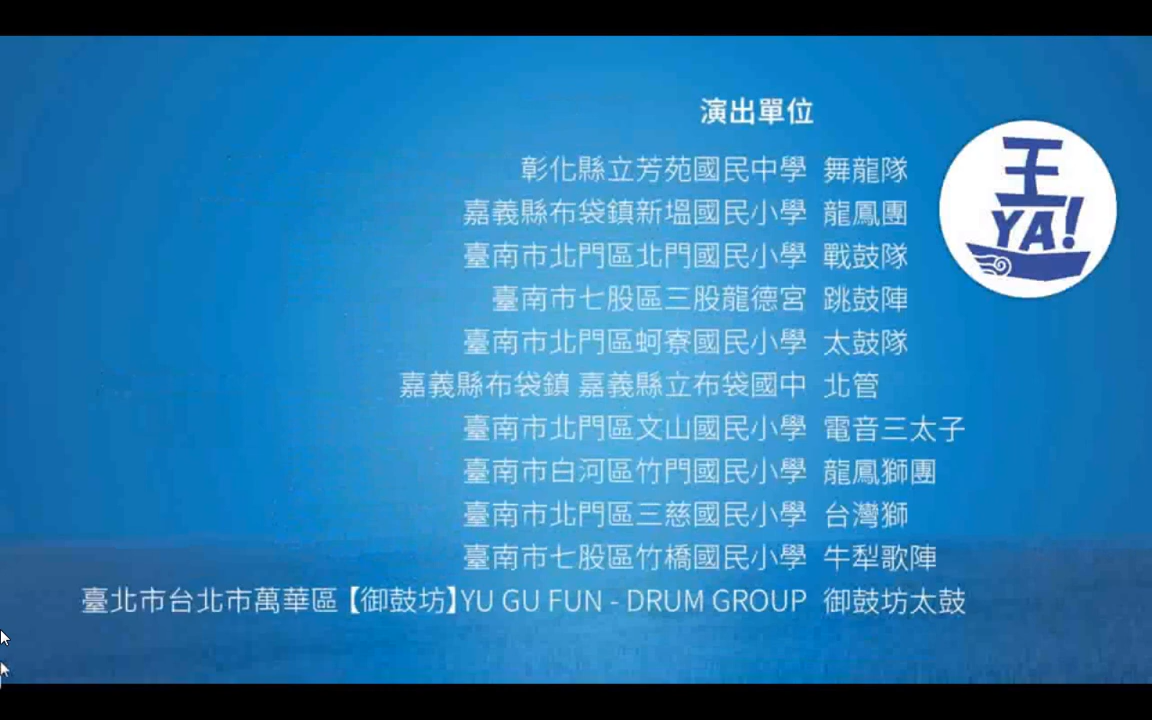 演出單位
王
YA!
彰化縣立芳苑國民中學 舞龍隊
嘉義縣布袋鎮新塭國民小學 龍鳳團
臺南市北門區北門國民小學 戰鼓隊
臺南市七股區三股龍德宮 跳鼓陣
臺南市北門區蚵寮國民小學 太鼓隊
嘉義縣布袋鎮 嘉義縣立布袋國中 北管
臺南市北門區文山國民小學 電音三太子
臺南市白河區竹門國民小學 龍鳳獅團
臺南市北門區三慈國民小學 台灣獅
臺南市七股區竹橋國民小學 牛犁歌陣
臺北市台北市萬華區【御鼓坊】YU GU FUN - DRUM GROUP 御鼓坊太鼓